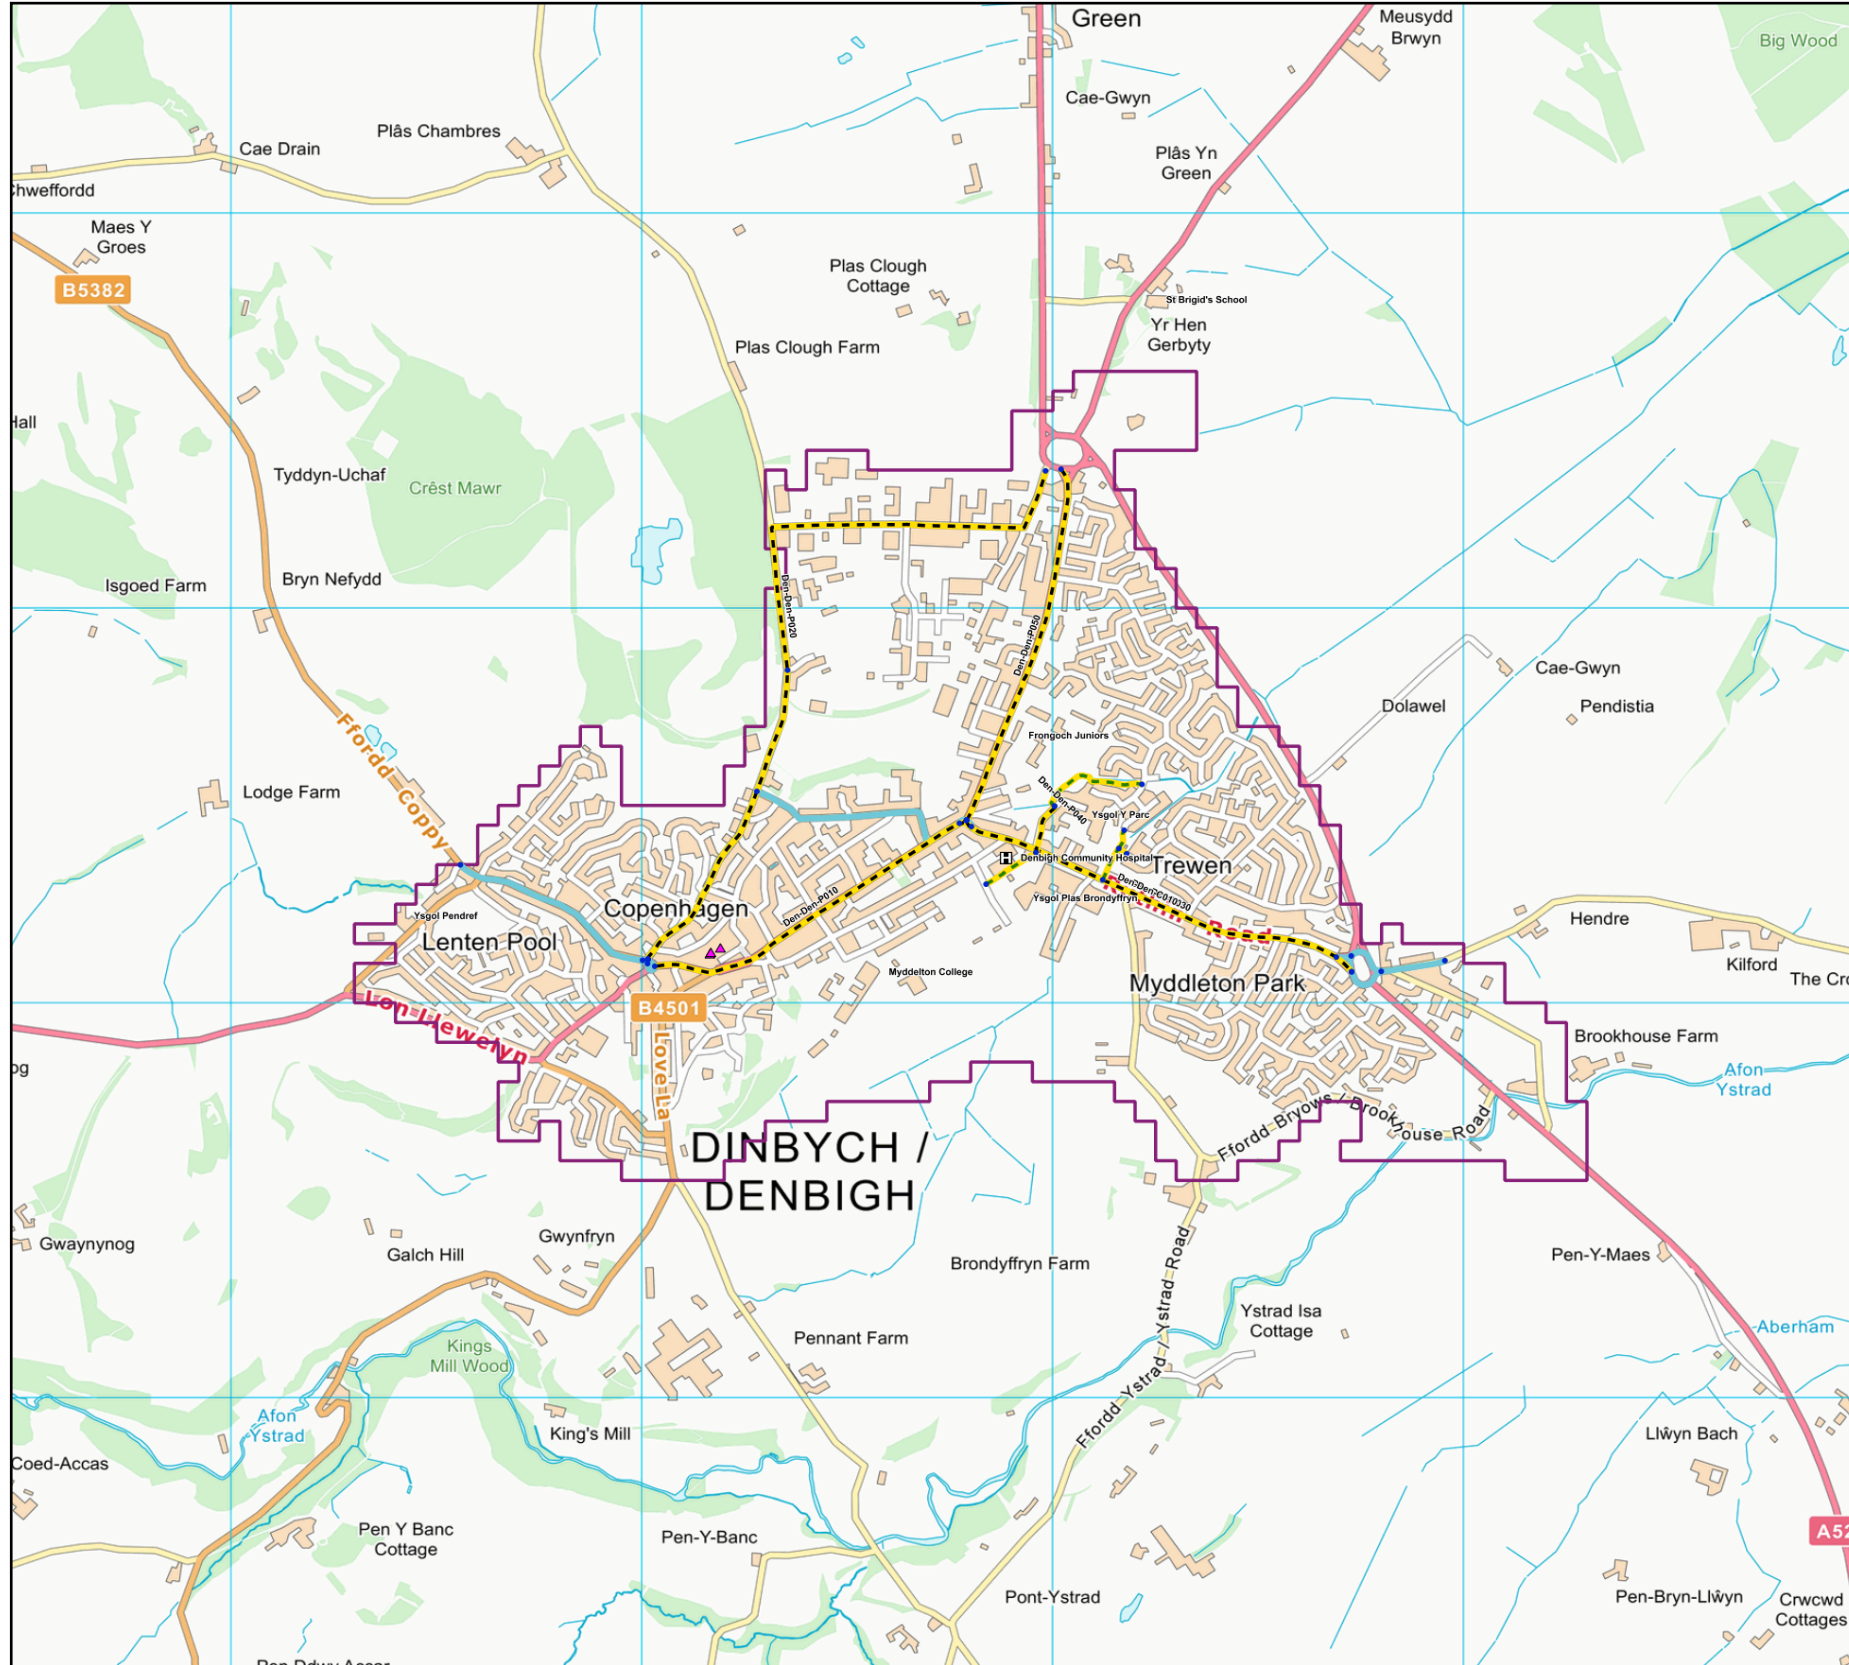 Green
Meusydd
Brwyn
Big Wood
Cae-Gwyn
Plâs Chambres
Cae Drain
Plâs Yn
Green
Chweffordd
Maes Y
Groes
B5382
Plas Clough
Cottage
St Brigid's School
Yr Hen
Gerbyty
Plas Clough Farm
Hall
Tyddyn-Uchaf
Crêst Mawr
Isgoed Farm
Bryn Nefydd
Den-Den-P020
Den-Den-P050
Cae-Gwyn
Dolawel
Pendistia
Ffordd Coppy
Frongoch Juniors
Lodge Farm
Den-Den-P040
Ysgol Y Parc
Denbigh Community Hospital
Trewen
Den-Den-C010030
Ysgol Plas Brondyffryn
Road
Den-Den-P010
Copenhagen
Ysgol Pendref
Lenten Pool
Hendre
Kilford
The Cro
Myddelton College
Myddleton Park
B4501
Lon Llewelyn
Love La
Brookhouse Farm
Afon
Ystrad
og
Ffordd Bryows / Brookhouse Road
DINBYCH /
DENBIGH
Gwaynynog
Galch Hill
Gwynfryn
Brondyffryn Farm
Pen-Y-Maes
Ystrad Isa
Cottage
Aberham
Pennant Farm
Kings
Mill Wood
Ffordd Ystrad / Ystrad Road
Afon
Ystrad
King's Mill
Llŵyn Bach
Coed-Accas
Pen Y Banc
Cottage
Pen-Y-Banc
A52
Pont-Ystrad
Pen-Bryn-Llŵyn
Crwcwd
Cottages